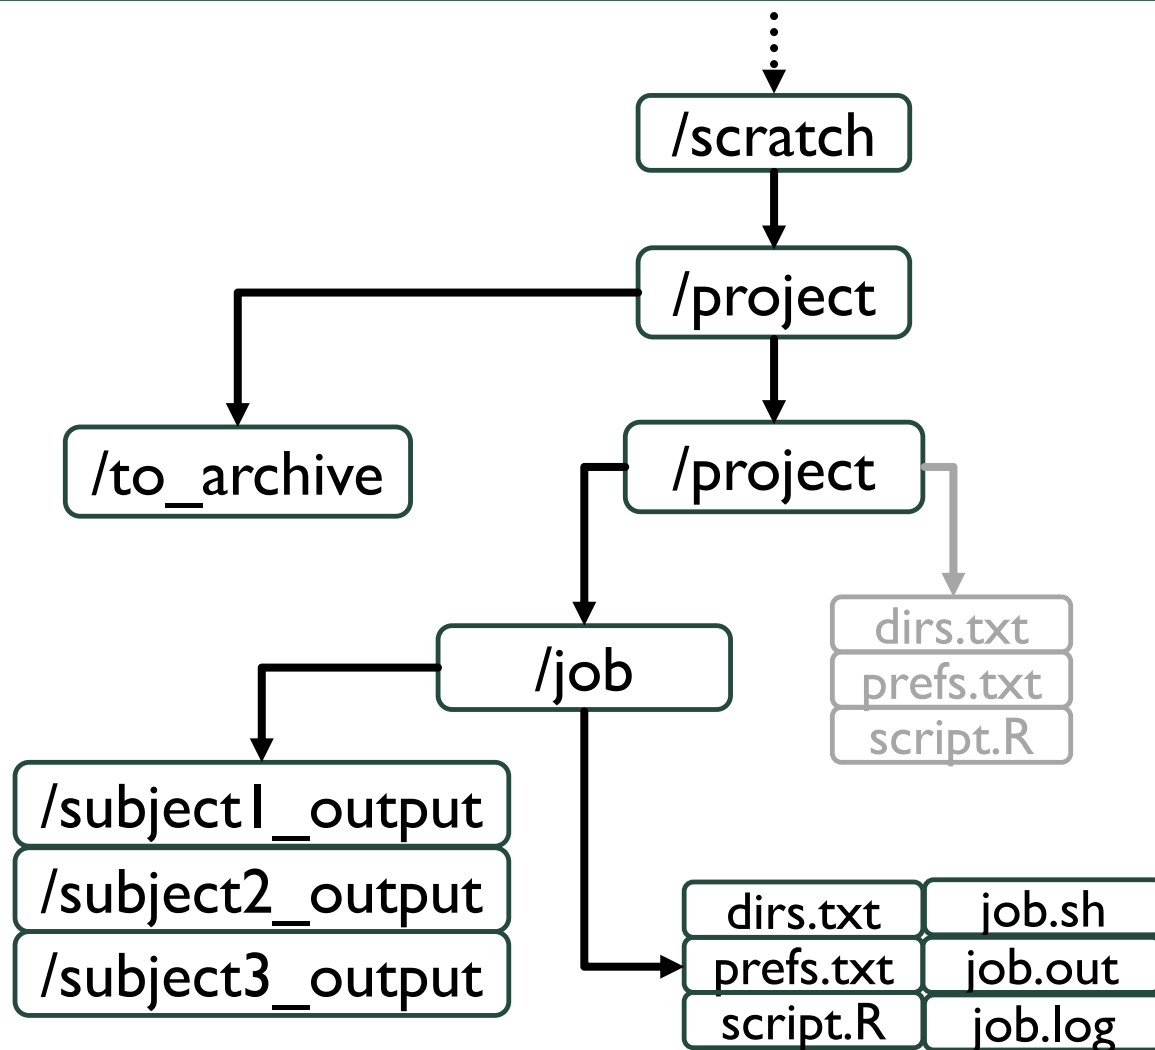 /scratch
/project
/to_archive
/project
dirs.txt
prefs.txt
script.R
/job
/subject1_output
/subject2_output
/subject3_output
dirs.txt job.sh
prefs.txt job.out
script.R job.log